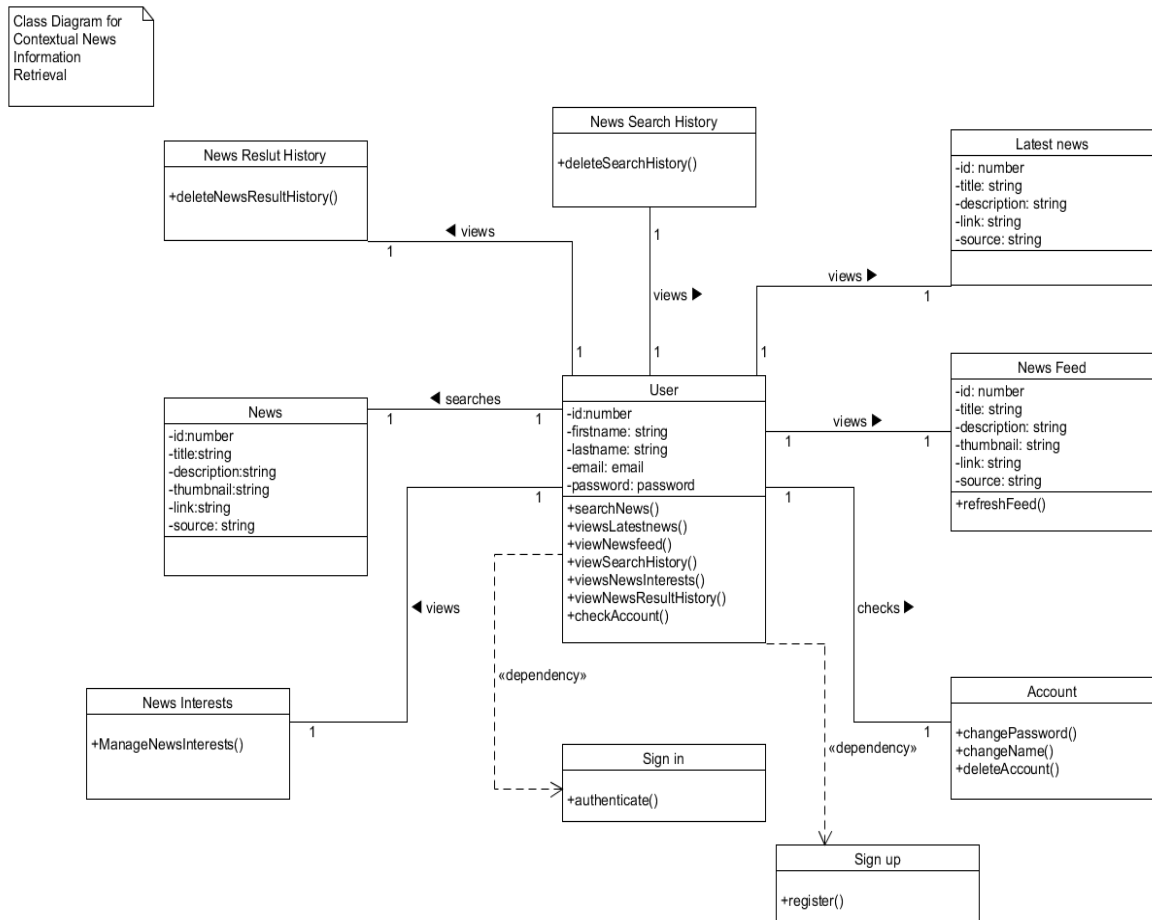 Class Diagram for
Contextual News
Information
Retrieval
News Search History
+deleteSearchHistory()
News Reslut History
+deleteNewsResultHistory()
Latest news
-id: number
-title: string
-description: string
-link: string
-source: string
◀ views
1
1
1
views ▶
1
views ▶
1
1
News Feed
-id: number
-title: string
-description: string
-thumbnail: string
-link: string
-source: string
+refreshFeed()
User
-id:number
-firstname: string
-lastname: string
-email: email
-password: password
+searchNews()
+viewsLatestnews()
+viewNewsfeed()
+viewSearchHistory()
+viewsNewsInterests()
+viewNewsResultHistory()
+checkAccount()
News
-id:number
-title:string
-description:string
-thumbnail:string
-link:string
-source: string
◀ searches
1
1
views ▶
1
1
1
1
◀ views
checks ▶
«dependency»
«dependency»
News Interests
+ManageNewsInterests()
1
Sign in
+authenticate()
Account
+changePassword()
+changeName()
+deleteAccount()
1
Sign up
+register()